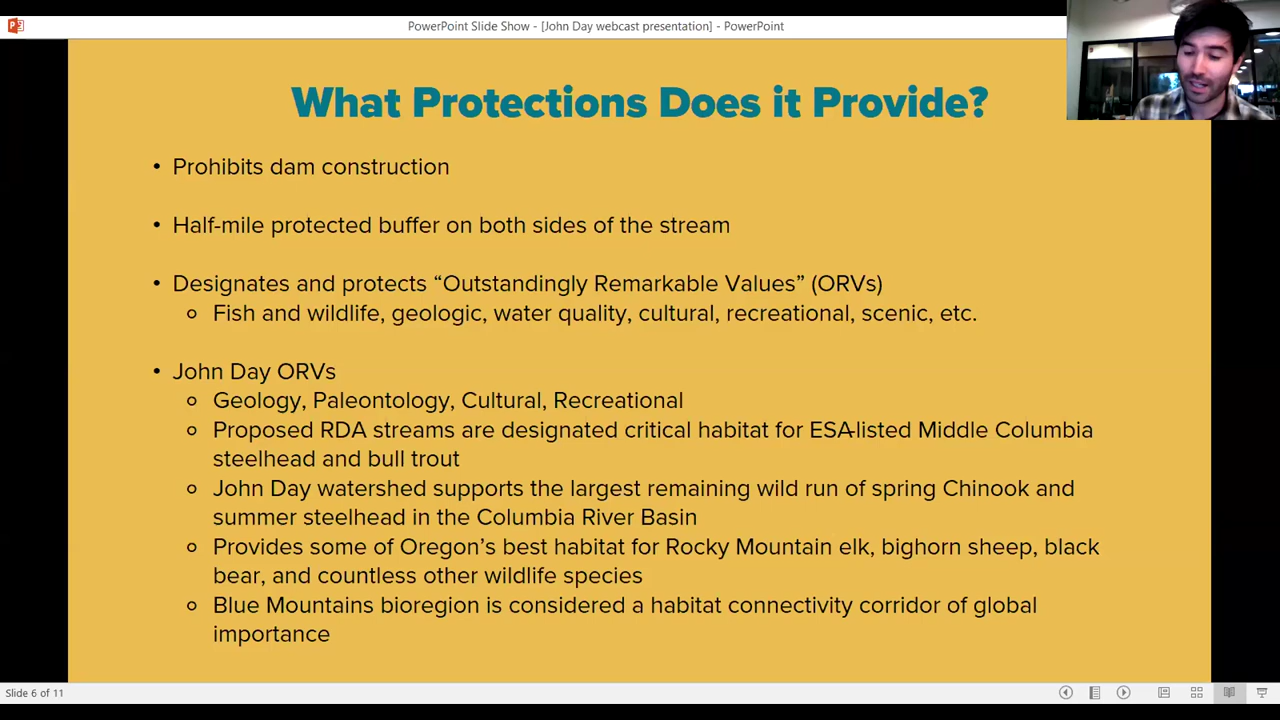 PowerPoint Slide Show - [John Day webcast presentation] - PowerPoint
What Protections Does it Provide?
• Prohibits dam construction
• Half-mile protected buffer on both sides of the stream
• Designates and protects “Outstandingly Remarkable Values” (ORVs)
Fish and wildlife, geologic, water quality, cultural, recreational, scenic, etc.
• John Day ORVs
Geology, Paleontology, Cultural, Recreational
Proposed RDA streams are designated critical habitat for ESA-listed Middle Columbia
steelhead and bull trout
John Day watershed supports the largest remaining wild run of spring Chinook and
summer steelhead in the Columbia River Basin
Provides some of Oregon’s best habitat for Rocky Mountain elk, bighorn sheep, black
bear, and countless other wildlife species
Blue Mountains bioregion is considered a habitat connectivity corridor of global
importance
Slide 6 of 11